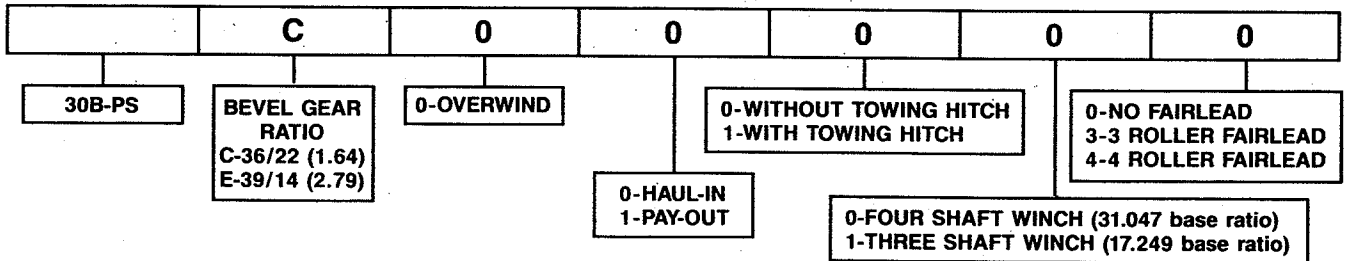 C 0 0 0 0 0
30B-PS
BEVEL GEAR
RATIO
C-36/22 (1.64)
E-39/14 (2.79)
0-OVERWIND
0-HAUL-IN
1-PAY-OUT
0-WITHOUT TOWING HITCH
1-WITH TOWING HITCH
0-FOUR SHAFT WINCH (31.047 base ratio)
1-THREE SHAFT WINCH (17.249 base ratio)
0-NO FAIRLEAD
3-3 ROLLER FAIRLEAD
4-4 ROLLER FAIRLEAD